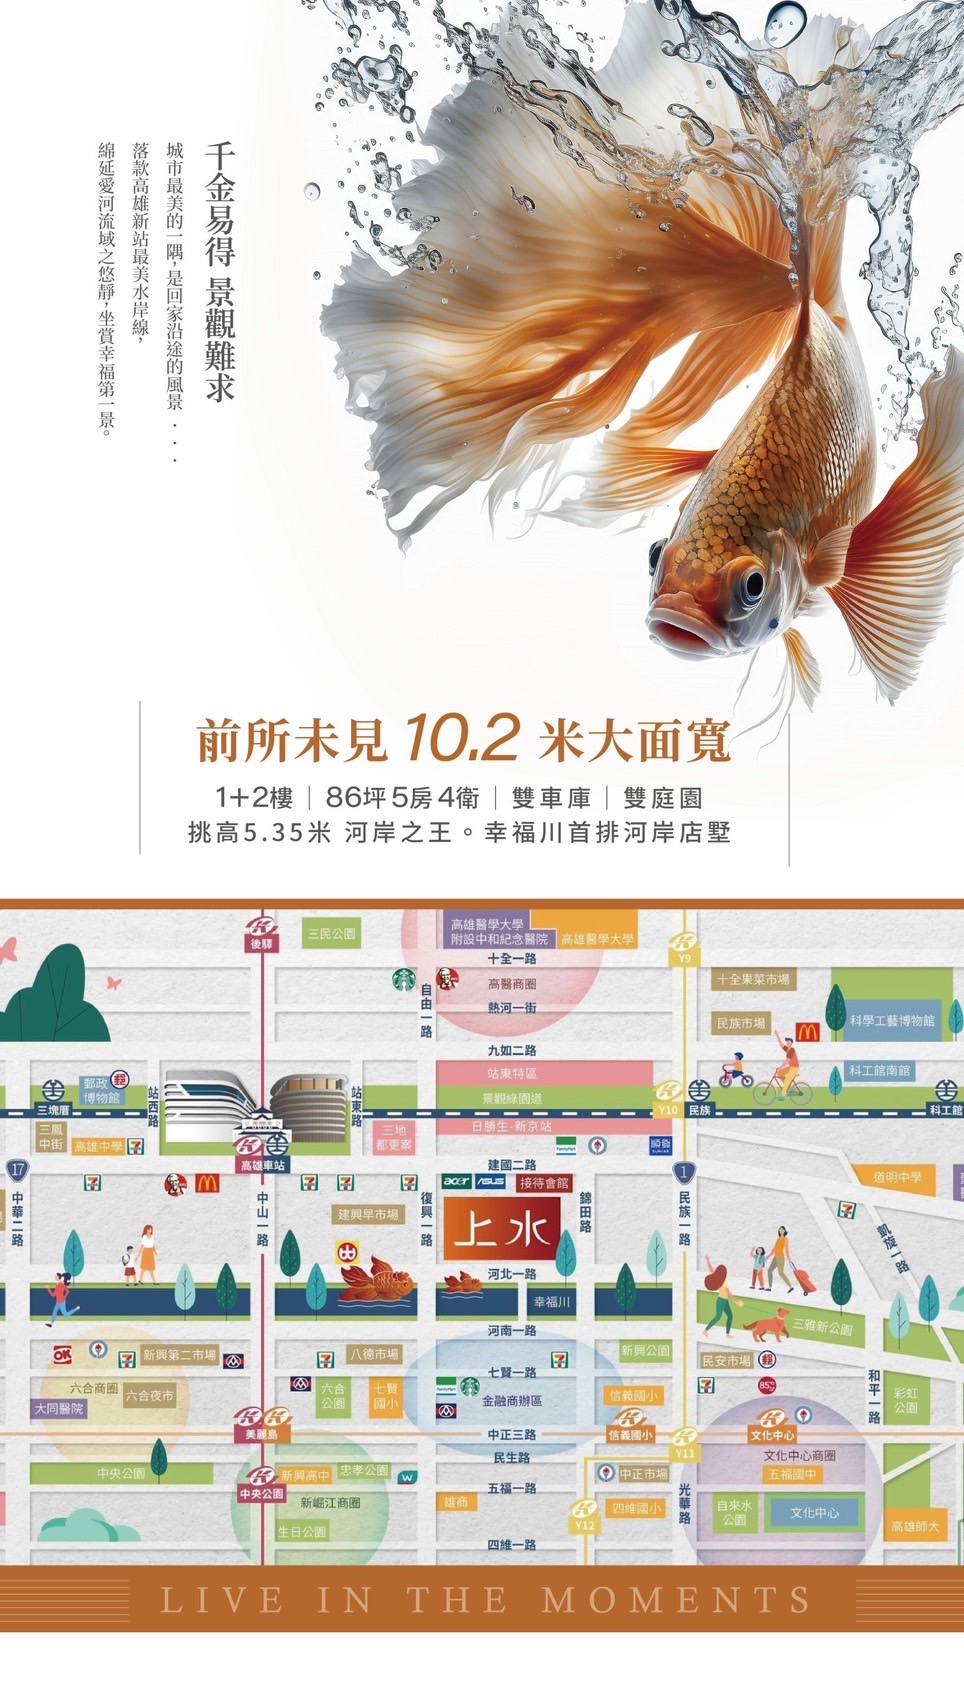 千金易得 景觀難求
城市最美的一隅，是回家沿途的風景...
落款高雄新站最美水岸線，
綿延愛河流域之悠靜，坐賞幸福第一景。
前所未見 10.2 米大面寬
1+2樓｜86坪5房4衛｜雙車庫｜雙庭園
挑高5.35米 河岸之王。幸福川首排河岸店墅
後驛
三民公園
高雄醫學大學
附設中和紀念醫院
高雄醫學大學
Y9
十全一路
自由一路
高醫商圈
熱河一街
十全果菜市場
民族市場
科學工藝博物館
九如二路
站東特區
科工館南館
郵政
博物館
郵
三塊厝
站西路
站東路
景觀綠園道
Y10
民族
科工館
三鳳
中街
高雄中學
7
高雄車站
三地
都更案
日勝生-新京站
FamilyMart
順發
建國二路
17
中華二路
中山一路
復興一路
建興早市場
acer
ASUS
接待會館
上水
錦田路
1
民族一路
道明中學
凱旋一路
河北一路
幸福川
河南一路
三雅新公園
OK
新興第二市場
八德市場
七賢一路
新興公園
民安市場
郵
和平一路
六合商圈
六合夜市
大同醫院
六合
公園
七賢
國小
FamilyMart
金融商辦區
信義國小
85°C
彩虹
公園
美麗島
中正三路
信義國小
文化中心
Y11
中央公園
中央公園
新興高中
忠孝公園
w
民生路
五福一路
中正市場
光華路
文化中心商圈
五福國中
新崛江商圈
雄商
四維國小
自來水
公園
文化中心
生日公園
Y12
四維一路
高雄師大
LIVE IN THE MOMENTS